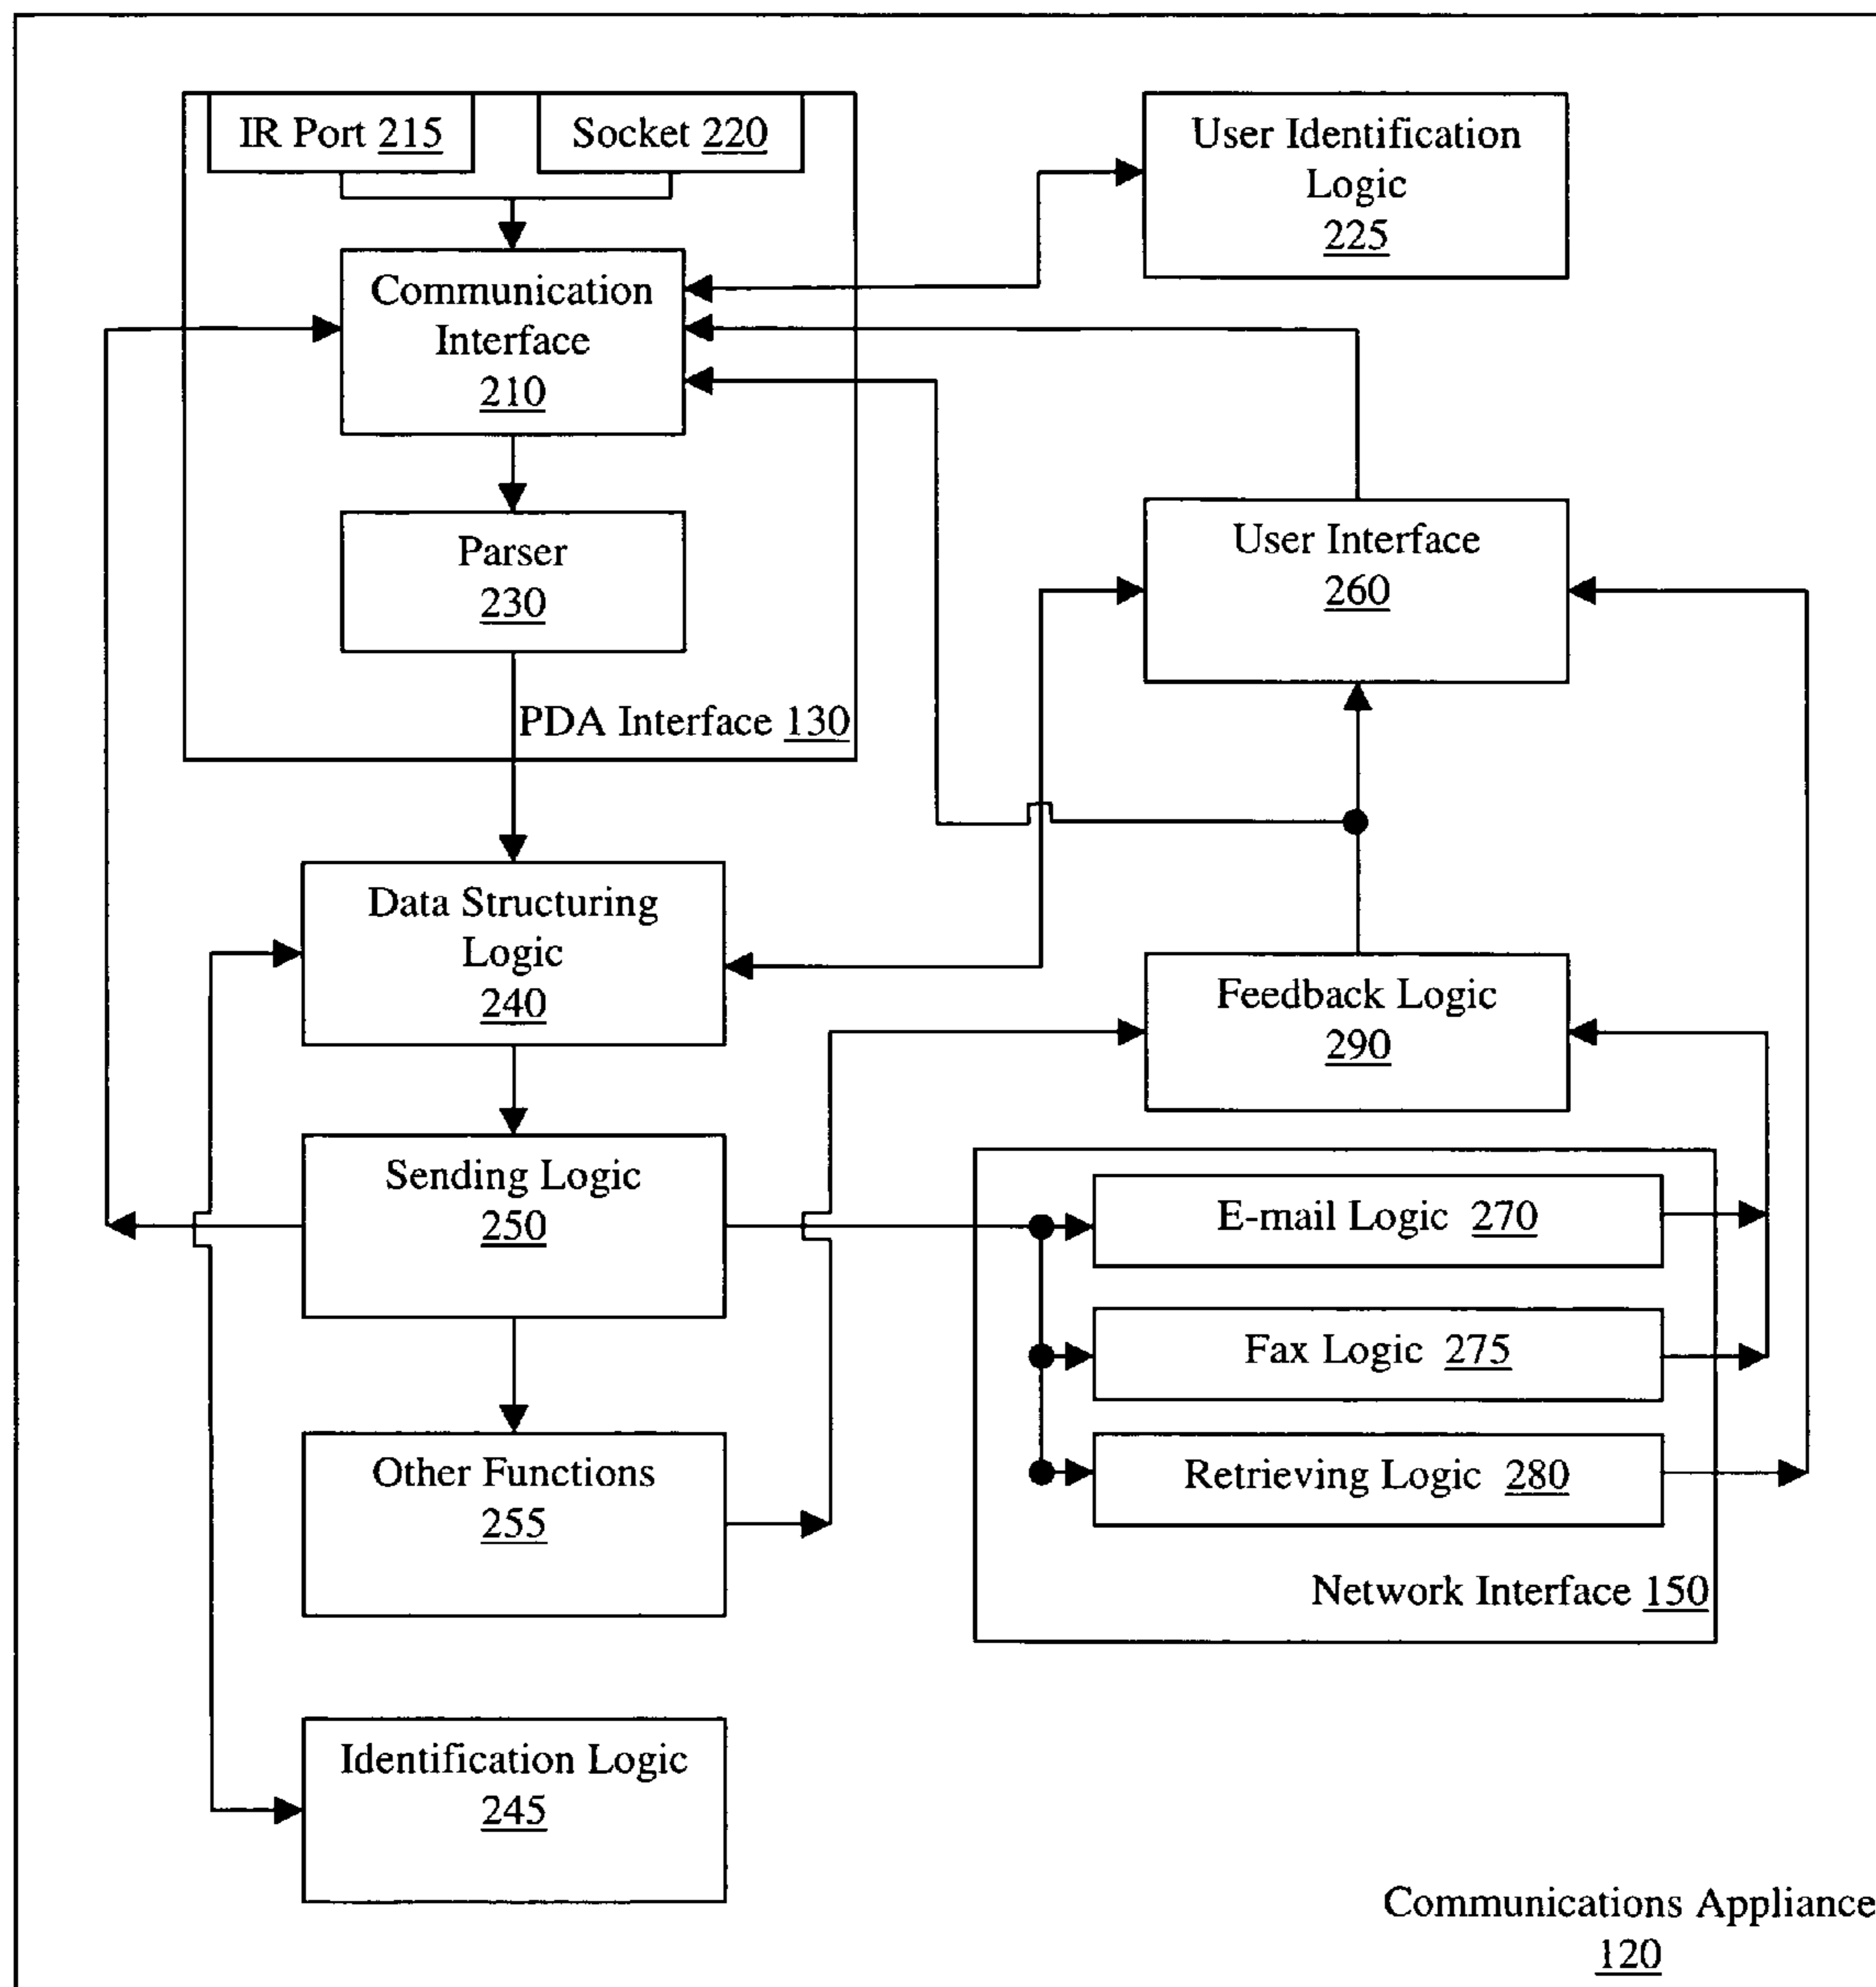 IR Port 215
Socket 220
User Identification
Logic
225
Communication
Interface
210
Parser
230
User Interface
260
PDA Interface 130
Data Structuring
Logic
240
Feedback Logic
290
Sending Logic
250
E-mail Logic 270
Fax Logic 275
Retrieving Logic 280
Other Functions
255
Network Interface 150
Identification Logic
245
Communications Appliance
120